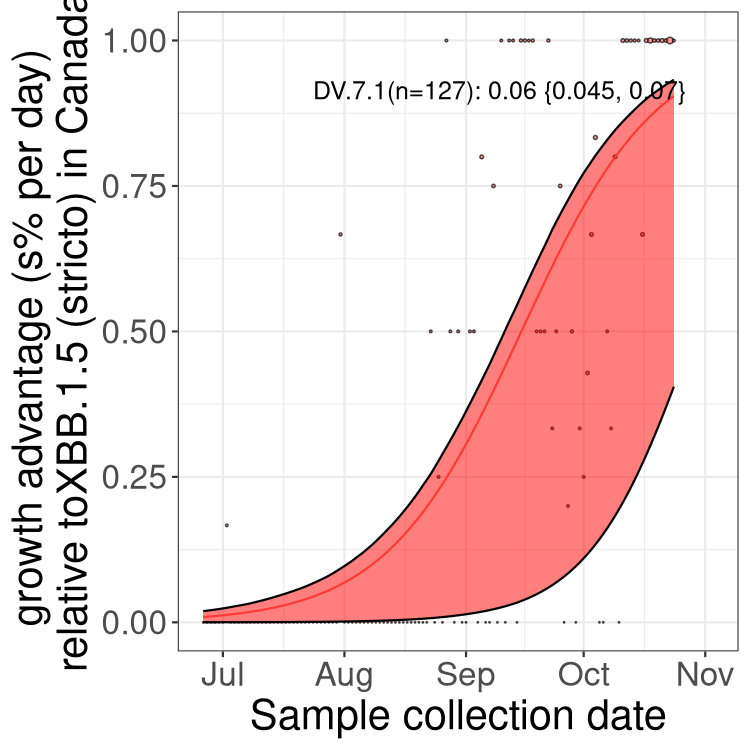 growth advantage (s% per day)
relative toXBB.1.5 (stricto) in Canada
1.00
0.75
0.50
0.25
0.00
DV.7.1(n=127): 0.06 {0.045, 0.07}
Jul Aug Sep Oct Nov
Sample collection date